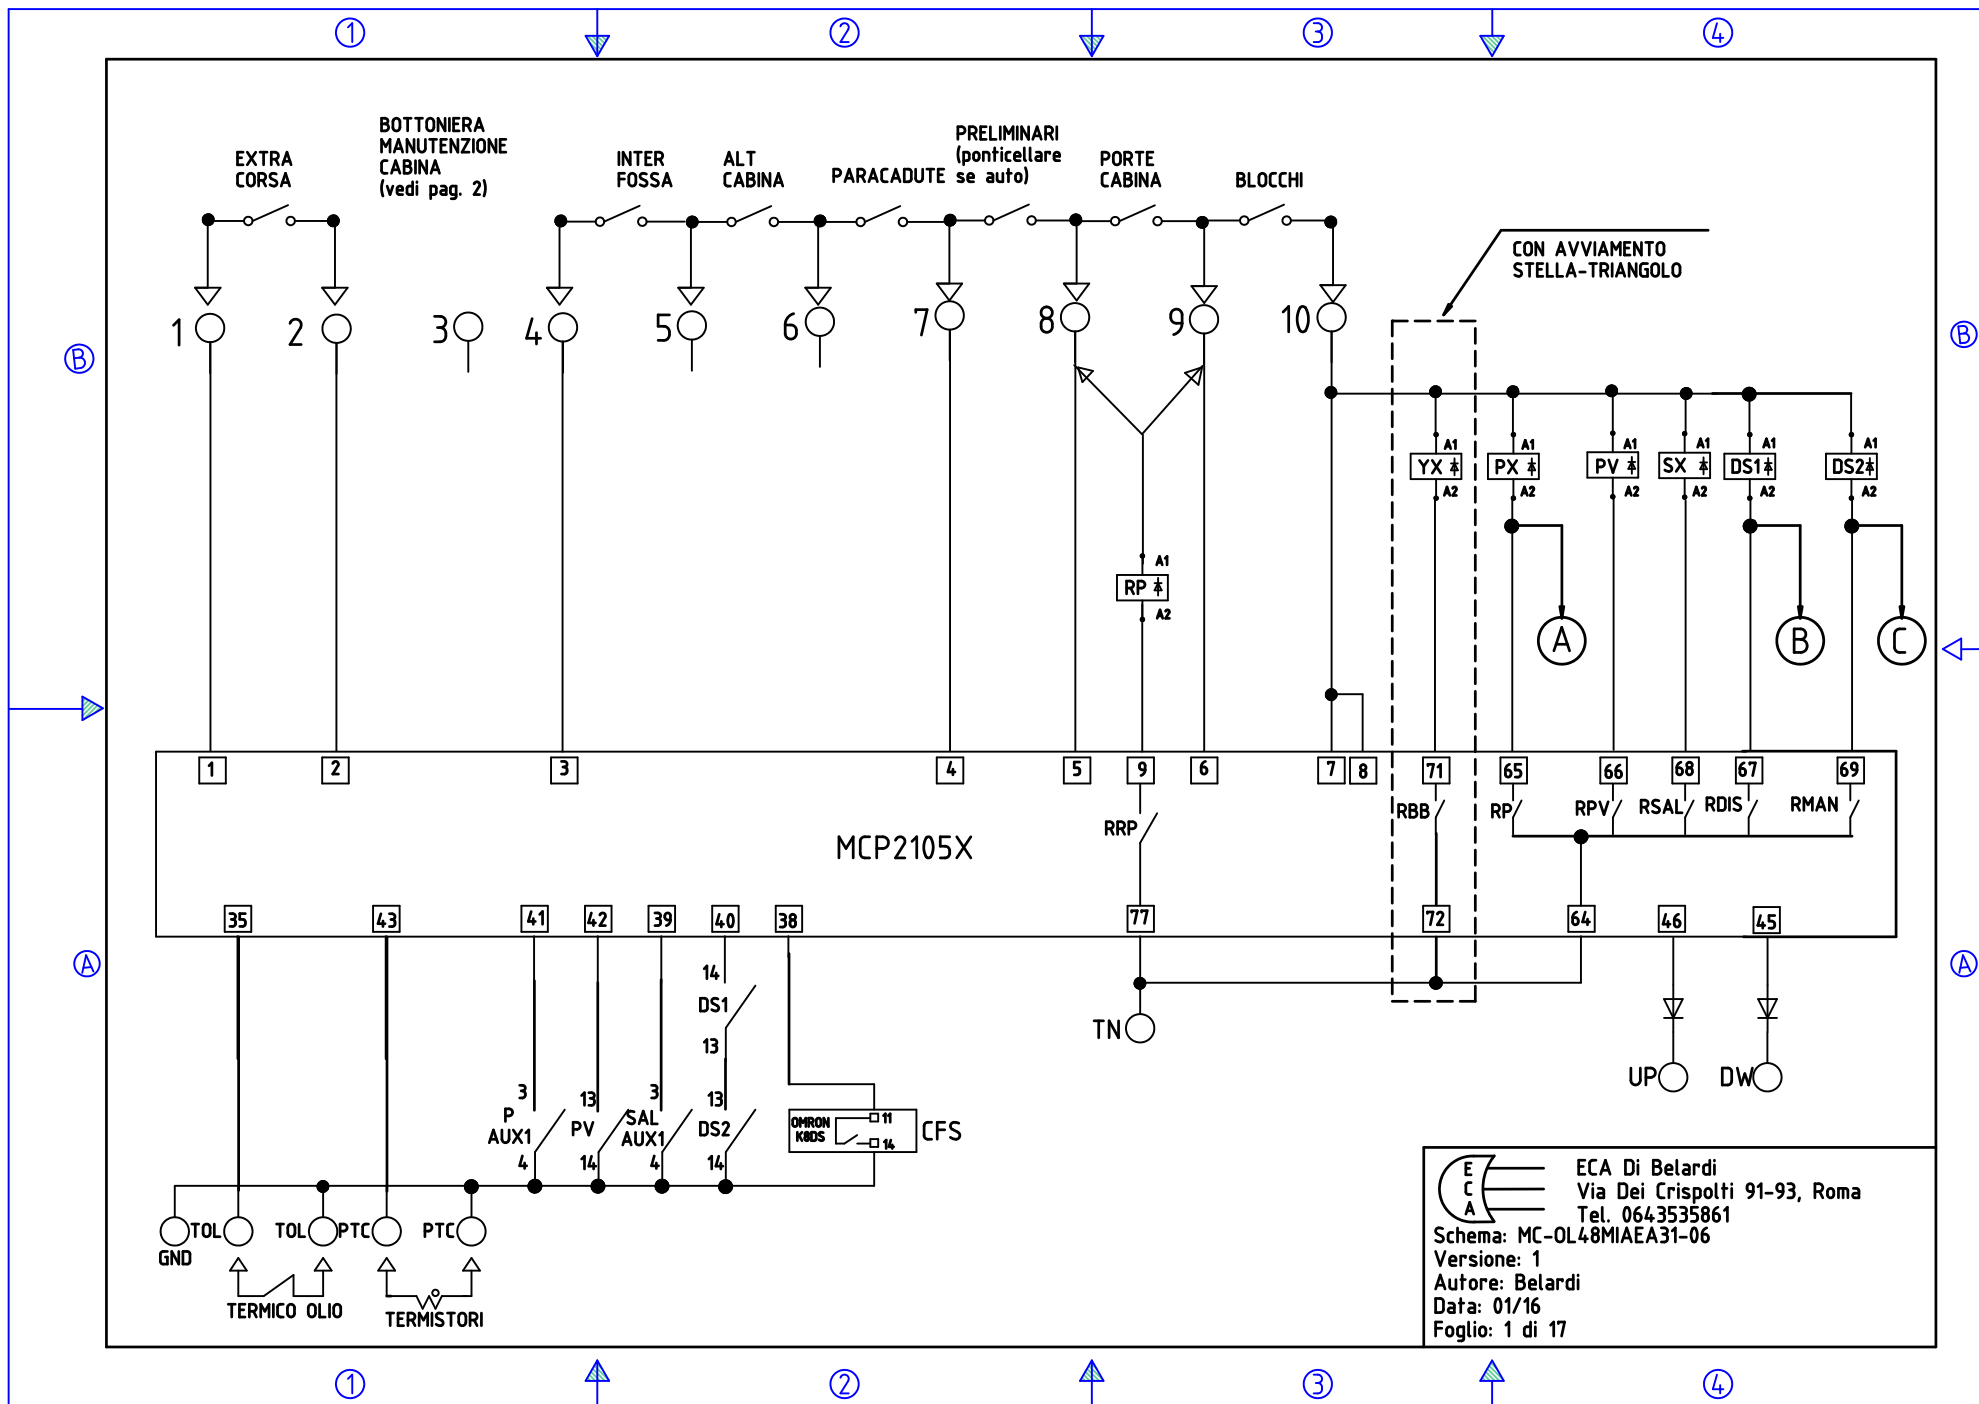 1
2
3
4
EXTRA
CORSA
BOTTONIERA
MANUTENZIONE
CABINA
(vedi pag. 2)
INTER
FOSSA
ALT
CABINA
PARACADUTE
PRELIMINARI
(ponticellare
se auto)
PORTE
CABINA
BLOCCHI
CON AVVIAMENTO
STELLA-TRIANGOLO
1
2
3
4
5
6
7
8
9
10
B
B
A1
A1
A1
A1
A1
A1
YX
PX
PV
SX
DS1
DS2
A2
A2
A2
A2
A2
A2
A1
RP
A2
A
B
C
1
2
3
4
5
9
6
7
8
71
65
66
68
67
69
RRP
RBB
RP
RPV
RSAL
RDIS
RMAN
MCP2105X
35
43
41
42
39
40
38
77
72
64
46
45
A
A
14
DS1
13
TN
UP
DW
3
P
AUX1
4
13
PV
14
3
SAL
AUX1
4
13
DS2
14
OMRON
K8DS
11
14
CFS
GND
TOL
TOL
PTC
PTC
TERMICO OLIO
TERMISTORI
E
C
A
ECA Di Belardi
Via Dei Crispolti 91-93, Roma
Tel. 0643535861
Schema: MC-OL48MIAEA31-06
Versione: 1
Autore: Belardi
Data: 01/16
Foglio: 1 di 17
1
2
3
4